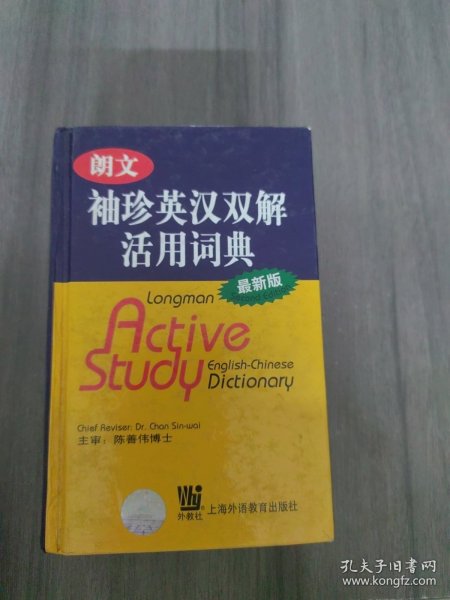 朗文
袖珍英汉双解
活用词典
最新版
Second Edition
Longman
Active
Study
English-Chinese
Dictionary
Chief Reviser: Dr. Chan Sin-wai
主审：陈善伟博士
外教社
上海外语教育出版社
孔夫子旧书网
www.kongfz.com